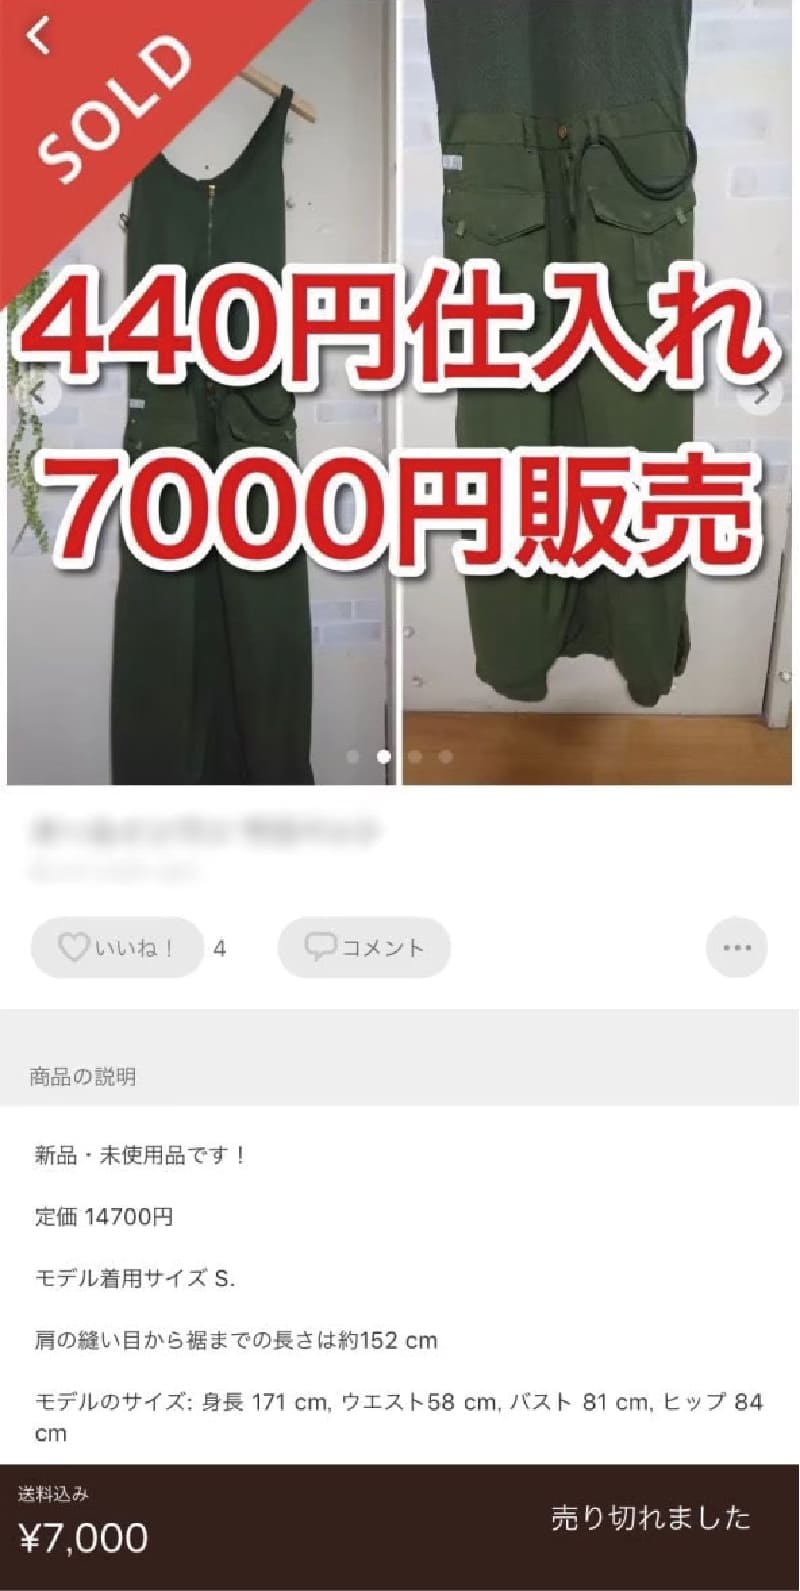 SOLD
440円仕入れ
7000円販売
いいね！ 4
コメント
商品の説明
新品・未使用品です！
定価 14700円
モデル着用サイズ S.
肩の縫い目から裾までの長さは約152 cm
モデルのサイズ: 身長 171 cm, ウエスト58 cm, バスト 81 cm, ヒップ 84
cm
送料込み
¥7,000
売り切れました